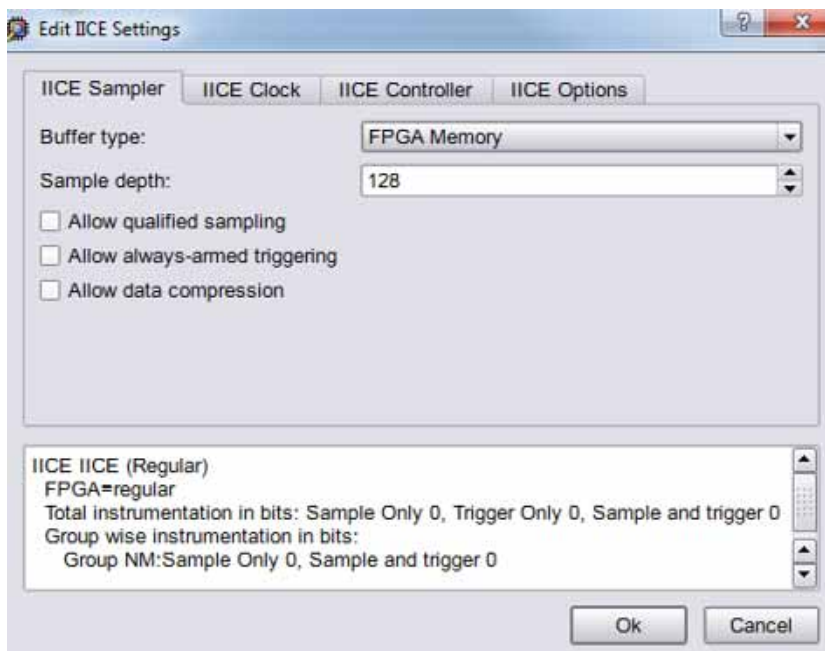 Edit IICE Settings
IICE Sampler IICE Clock IICE Controller IICE Options
Buffer type: FPGA Memory
Sample depth: 128
Allow qualified sampling
Allow always-armed triggering
Allow data compression
IICE IICE (Regular)
FPGA=regular
Total instrumentation in bits: Sample Only 0, Trigger Only 0, Sample and trigger 0
Group wise instrumentation in bits:
Group NM:Sample Only 0, Sample and trigger 0
Ok Cancel